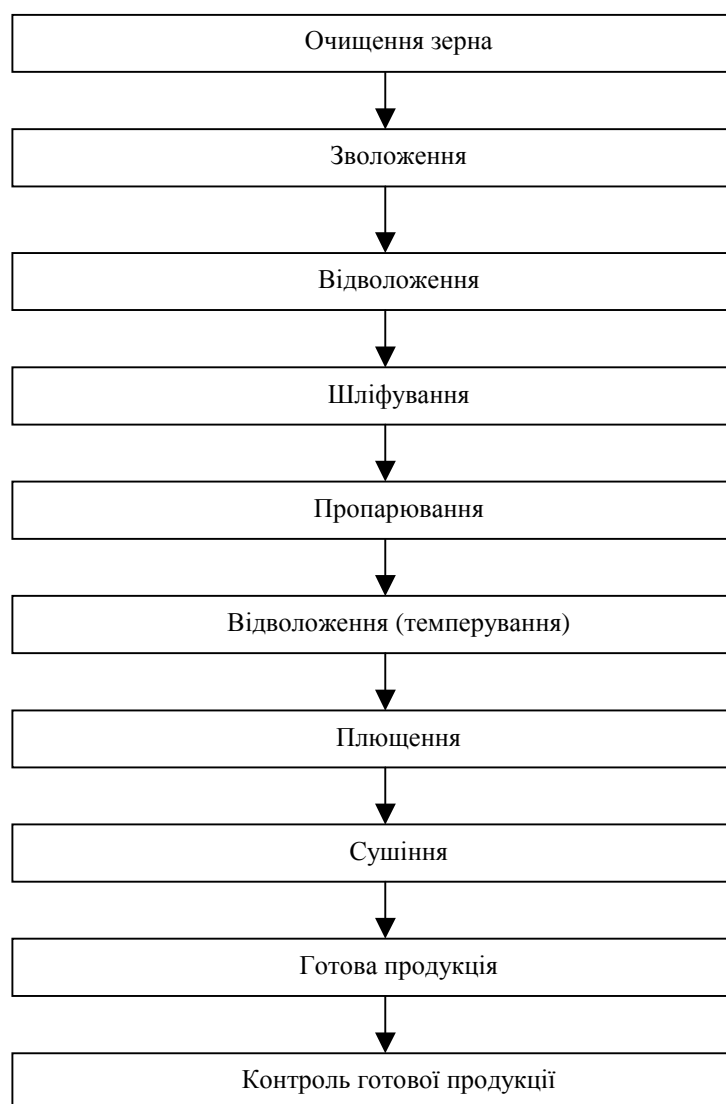 Очищення зерна
Зволоження
Відволоження
Шліфування
Пропарювання
Відволоження (темперування)
Плющення
Сушіння
Готова продукція
Контроль готової продукції